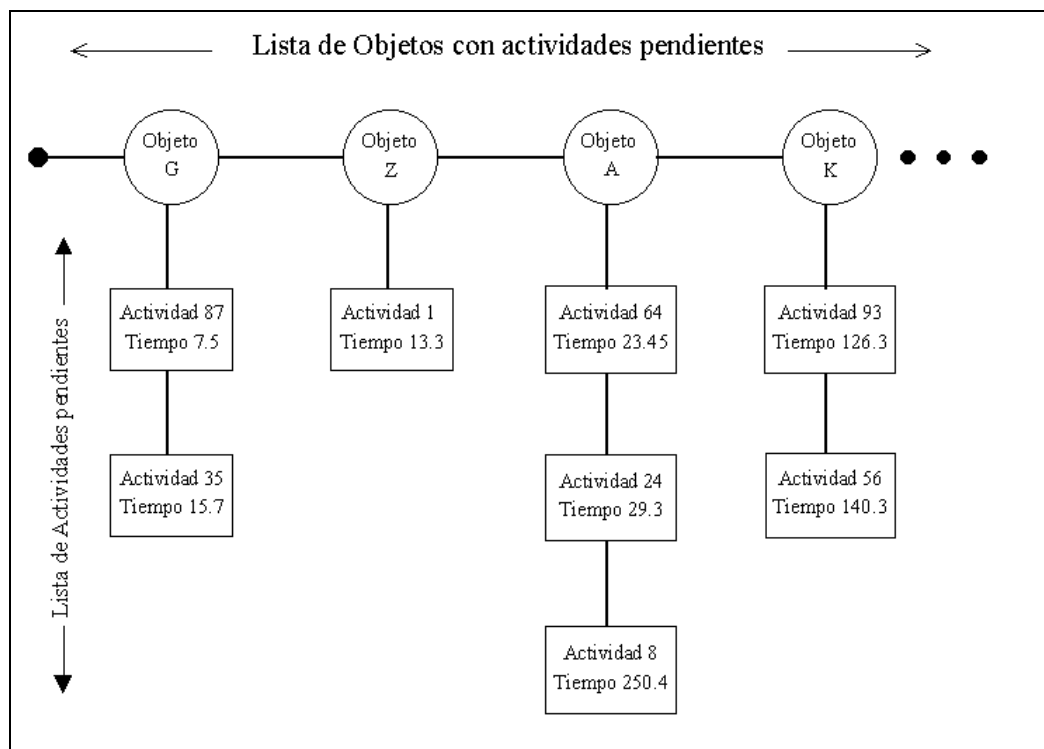 Lista de Objetos con actividades pendientes
Objeto
G
Objeto
Z
Objeto
A
Objeto
K
Lista de Actividades pendientes
Actividad 87
Tiempo 7.5
Actividad 1
Tiempo 13.3
Actividad 64
Tiempo 23.45
Actividad 93
Tiempo 126.3
Actividad 35
Tiempo 15.7
Actividad 24
Tiempo 29.3
Actividad 56
Tiempo 140.3
Actividad 8
Tiempo 250.4